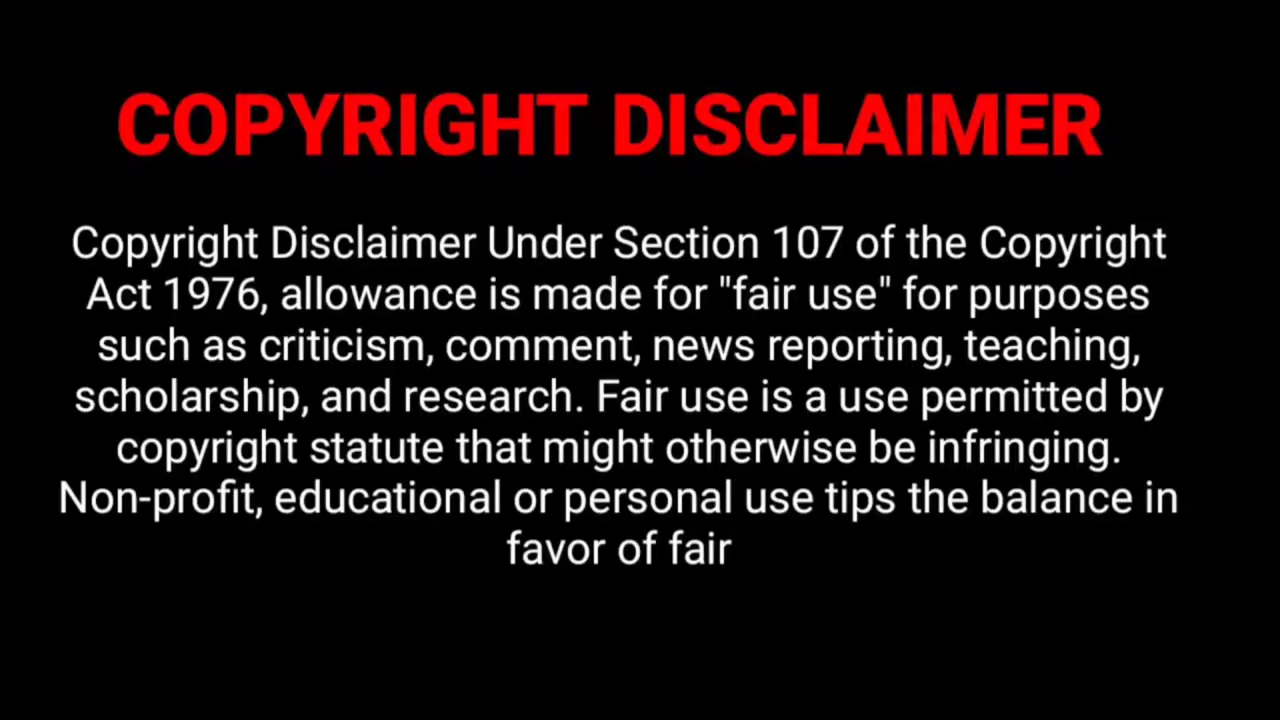 COPYRIGHT DISCLAIMER
Copyright Disclaimer Under Section 107 of the Copyright
Act 1976, allowance is made for "fair use" for purposes
such as criticism, comment, news reporting, teaching,
scholarship, and research. Fair use is a use permitted by
copyright statute that might otherwise be infringing.
Non-profit, educational or personal use tips the balance in
favor of fair